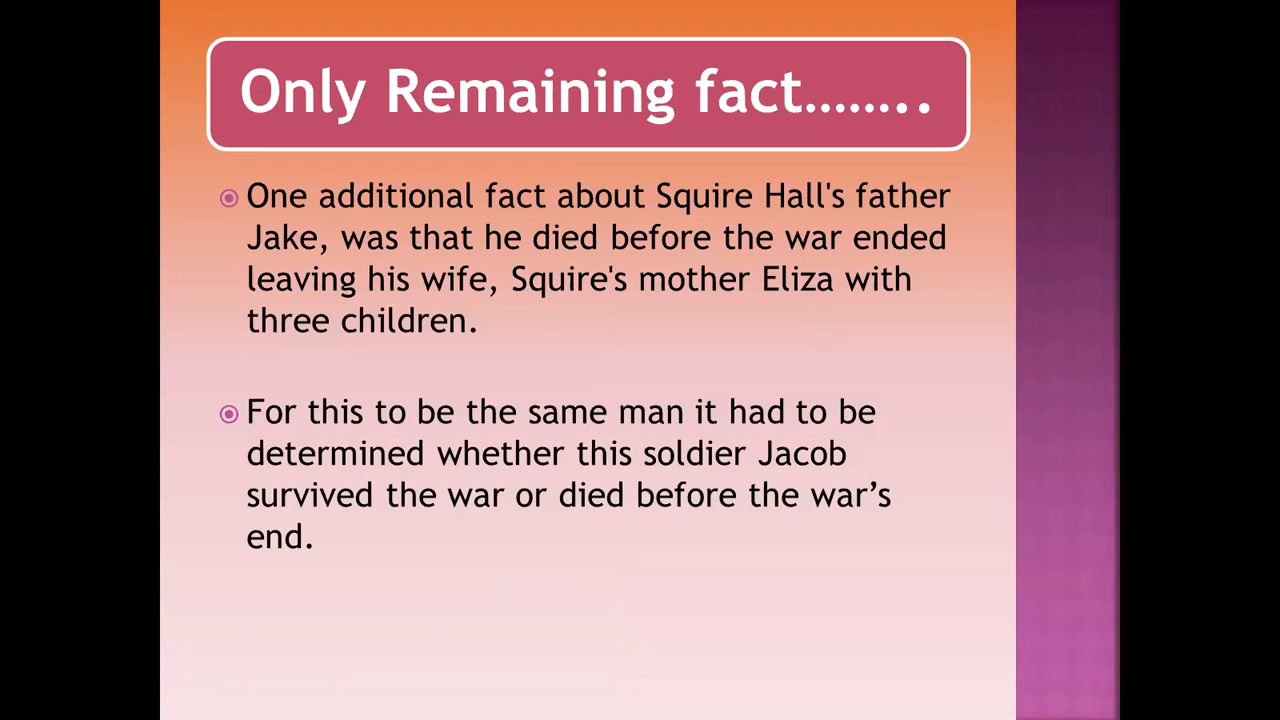 Only Remaining fact……..
One additional fact about Squire Hall's father
Jake, was that he died before the war ended
leaving his wife, Squire's mother Eliza with
three children.
For this to be the same man it had to be
determined whether this soldier Jacob
survived the war or died before the war’s
end.